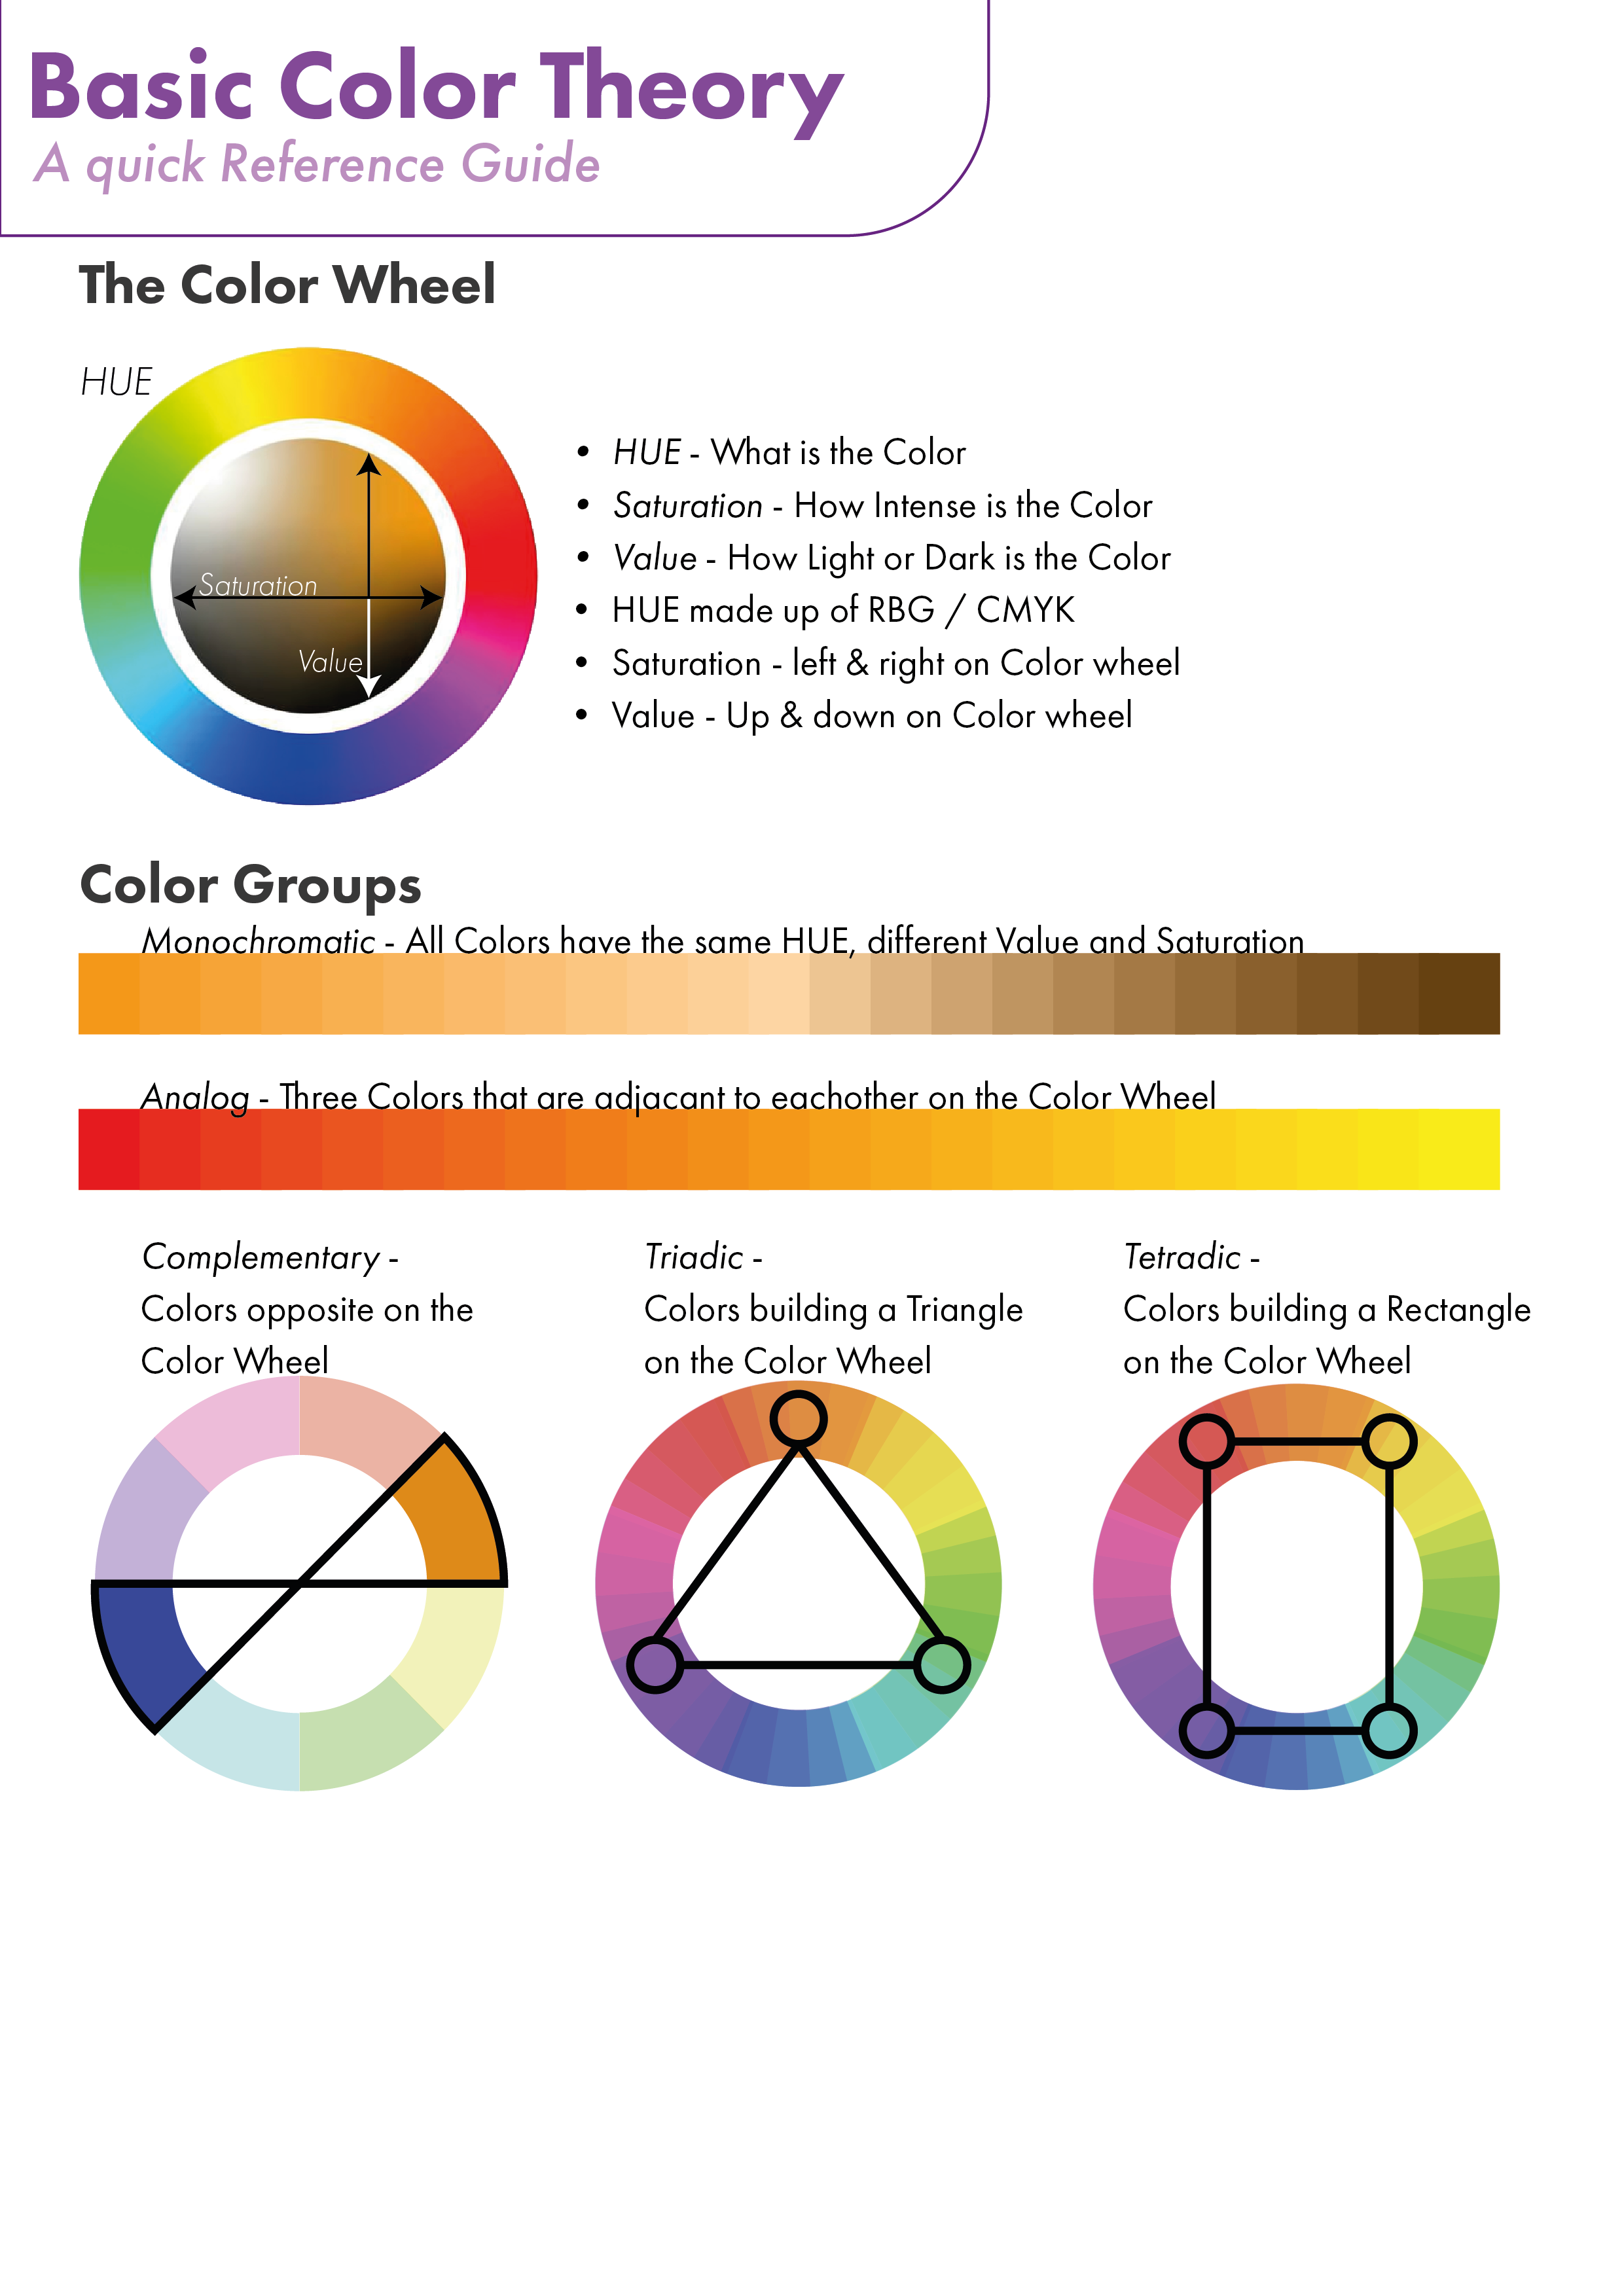 Basic Color Theory
A quick Reference Guide
The Color Wheel
HUE
Saturation
Value
• HUE - What is the Color
• Saturation - How Intense is the Color
• Value - How Light or Dark is the Color
• HUE made up of RBG / CMYK
• Saturation - left & right on Color wheel
• Value - Up & down on Color wheel
Color Groups
Monochromatic - All Colors have the same HUE, different Value and Saturation
Analog - Three Colors that are adjacant to eachother on the Color Wheel
Complementary -
Colors opposite on the
Color Wheel
Triadic -
Colors building a Triangle
on the Color Wheel
Tetradic -
Colors building a Rectangle
on the Color Wheel